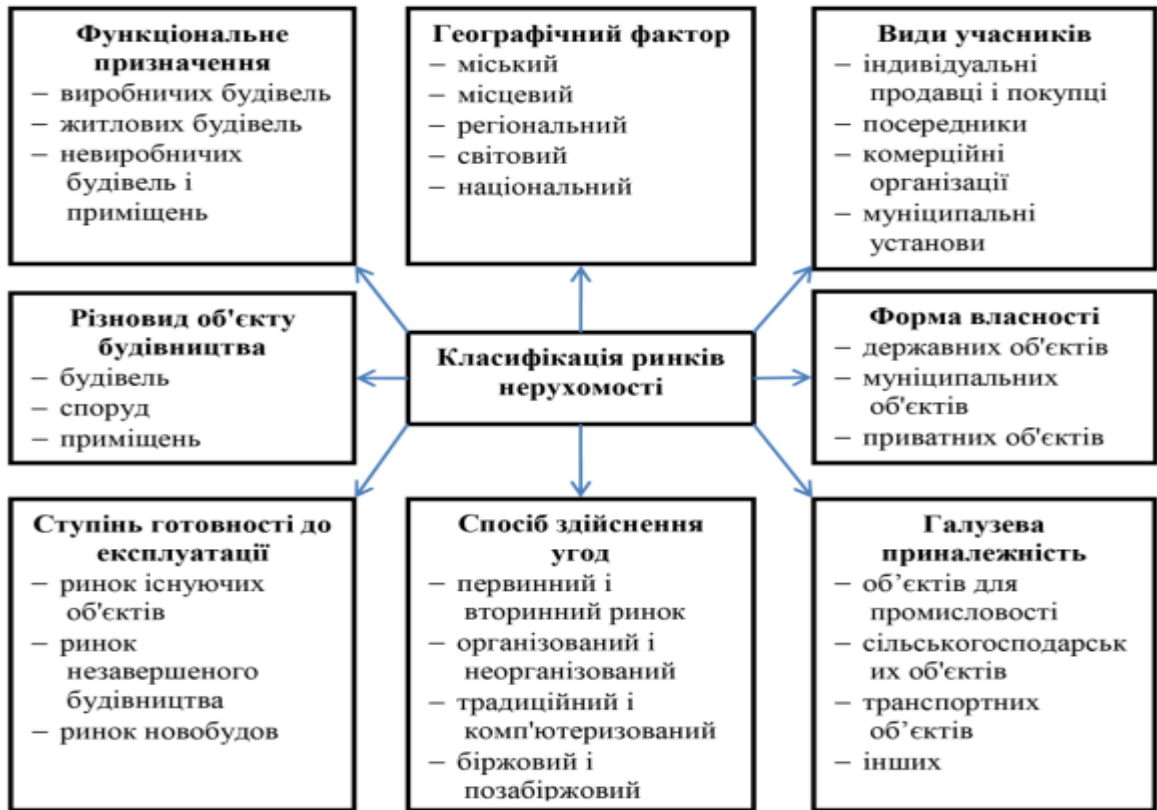 Функціональне
призначення
– виробничих будівель
– житлових будівель
– невиробничих
будівель і
приміщень
Географічний фактор
– міський
– місцевий
– регіональний
– світовий
– національний
Види учасників
– індивідуальні
продавці і покупці
– посередники
– комерційні
організації
– муніципальні
установи
Різновид об'єкту
будівництва
– будівель
– споруд
– приміщень
Класифікація ринків
нерухомості
Форма власності
– державних об'єктів
– муніципальних
об'єктів
– приватних об'єктів
Ступінь готовності до
експлуатації
– ринок існуючих
об'єктів
– ринок
незавершеного
будівництва
– ринок новобудов
Спосіб здійснення
угод
– первинний і
вторинний ринок
– організований і
неорганізований
– традиційний і
комп'ютеризований
– біржовий і
позабіржовий
Галузева
приналежність
– об’єктів для
промисловості
– сільськогосподарськ
их об'єктів
– транспортних
об’єктів
– інших